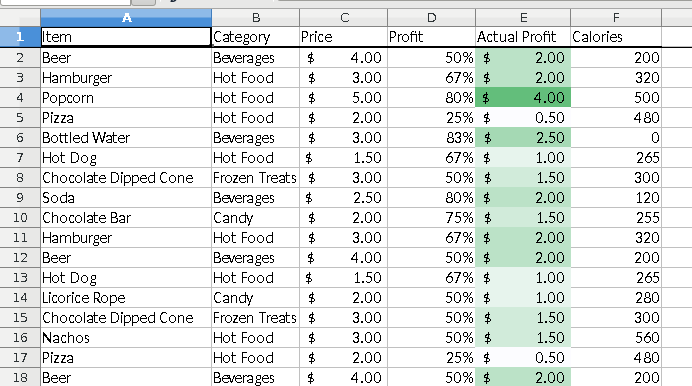 A B C D E F
1 Item Category Price Profit Actual Profit Calories
2 Beer Beverages $ 4.00 50% $ 2.00 200
3 Hamburger Hot Food $ 3.00 67% $ 2.00 320
4 Popcorn Hot Food $ 5.00 80% $ 4.00 500
5 Pizza Hot Food $ 2.00 25% $ 0.50 480
6 Bottled Water Beverages $ 3.00 83% $ 2.50 0
7 Hot Dog Hot Food $ 1.50 67% $ 1.00 265
8 Chocolate Dipped Cone Frozen Treats $ 3.00 50% $ 1.50 300
9 Soda Beverages $ 2.50 80% $ 2.00 120
10 Chocolate Bar Candy $ 2.00 75% $ 1.50 255
11 Hamburger Hot Food $ 3.00 67% $ 2.00 320
12 Beer Beverages $ 4.00 50% $ 2.00 200
13 Hot Dog Hot Food $ 1.50 67% $ 1.00 265
14 Licorice Rope Candy $ 2.00 50% $ 1.00 280
15 Chocolate Dipped Cone Frozen Treats $ 3.00 50% $ 1.50 300
16 Nachos Hot Food $ 3.00 50% $ 1.50 560
17 Pizza Hot Food $ 2.00 25% $ 0.50 480
18 Beer Beverages $ 4.00 50% $ 2.00 200